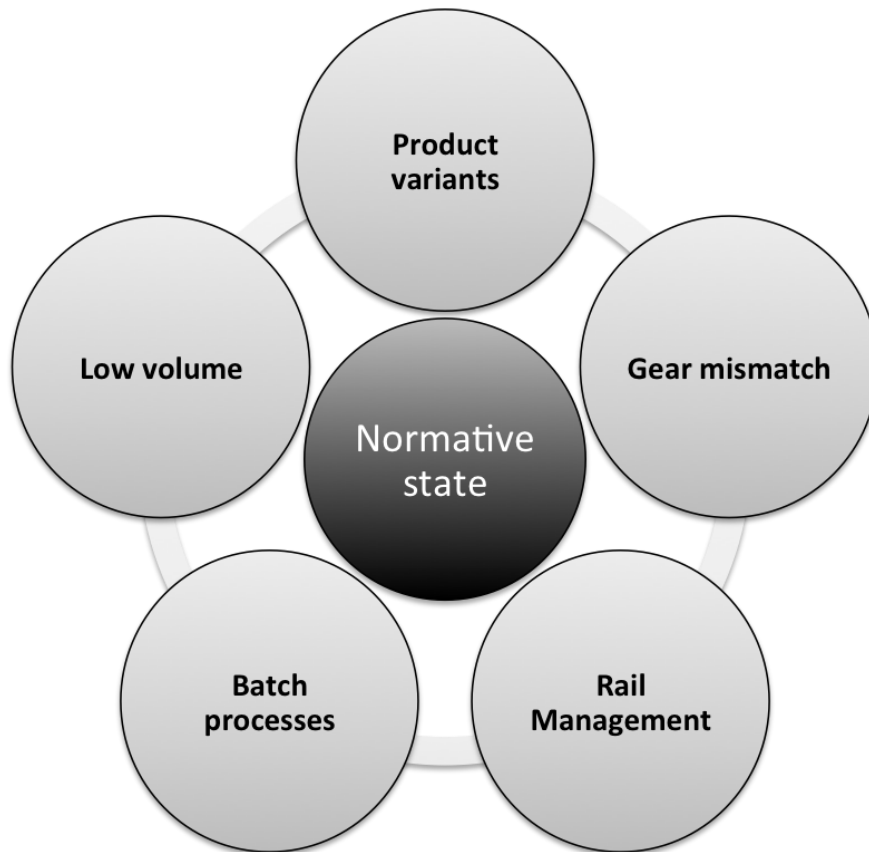 Product
variants
Low volume
Gear mismatch
Normative
state
Batch
processes
Rail
Management